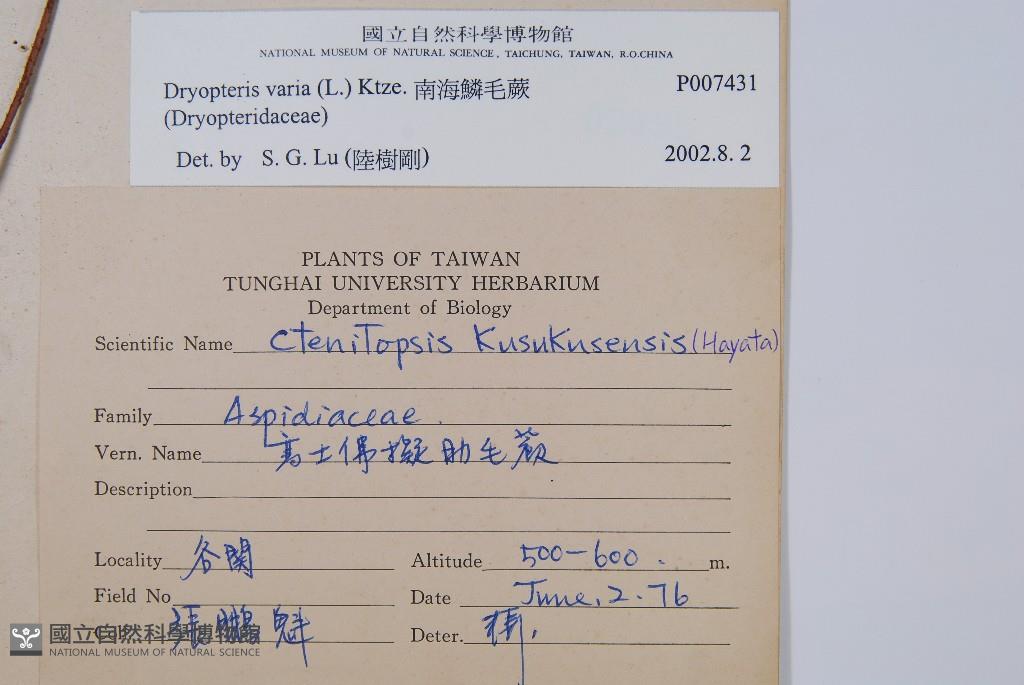 國立自然科學博物館
NATIONAL MUSEUM OF NATURAL SCIENCE, TAICHUNG, TAIWAN, R.O.CHINA
Dryopteris varia (L.) Ktze. 南海鱗毛蕨 P007431
(Dryopteridaceae)
Det. by S. G. Lu (陸樹剛) 2002.8.2
PLANTS OF TAIWAN
TUNGHAI UNIVERSITY HERBARIUM
Department of Biology
Scientific Name Ctenitopsis Kusukusensis (Hayata)
Family Aspidiaceae.
Vern. Name 高士佛擬肋毛蕨
Description
Locality 谷關 Altitude 500-600. m.
Field No Date June, 2. 76
張 魁 Deter.
國立自然科學博物館
NATIONAL MUSEUM OF NATURAL SCIENCE